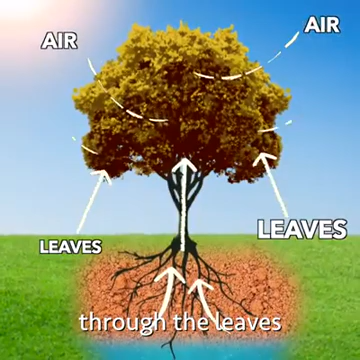 AIR
AIR
LEAVES
LEAVES
through the leaves